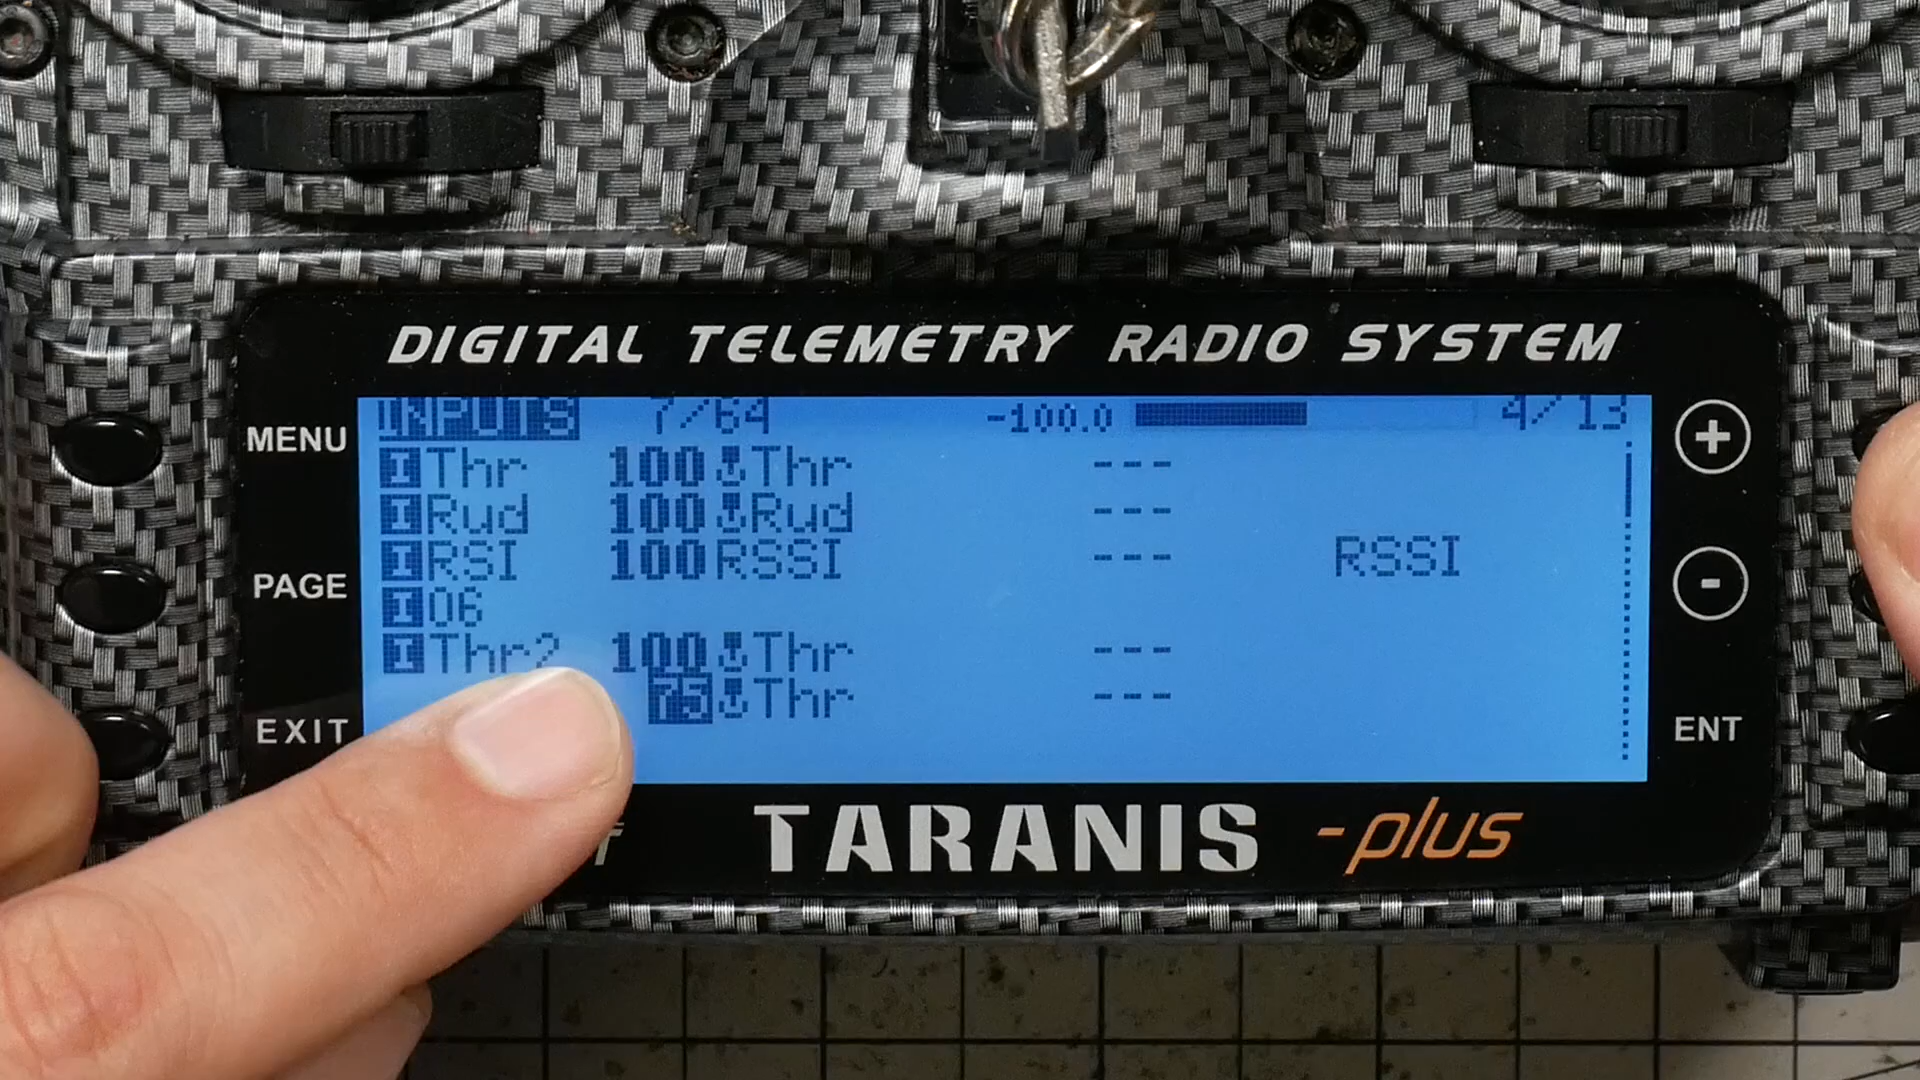 DIGITAL TELEMETRY RADIO SYSTEM
MENU
PAGE
EXIT
INPUTS 7/64 -100.0 4/13
I Thr 100 Thr ---
I Rud 100 Rud ---
I RSI 100 RSSI --- RSSI
I 06
I Thr2 100 Thr ---
75 Thr ---
+
-
ENT
TARANIS -plus